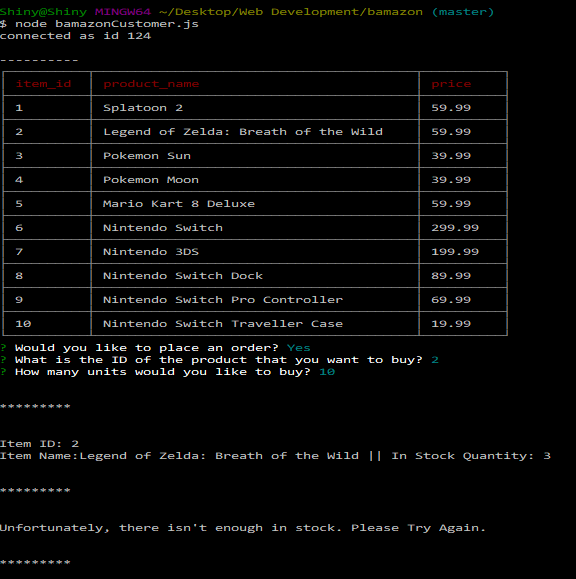 Shiny@Shiny MINGW64 ~/Desktop/Web Development/bamazon (master)
$ node bamazonCustomer.js
connected as id 124
----------
item_id product_name price
1 Splatoon 2 59.99
2 Legend of Zelda: Breath of the Wild 59.99
3 Pokemon Sun 39.99
4 Pokemon Moon 39.99
5 Mario Kart 8 Deluxe 59.99
6 Nintendo Switch 299.99
7 Nintendo 3DS 199.99
8 Nintendo Switch Dock 89.99
9 Nintendo Switch Pro Controller 69.99
10 Nintendo Switch Traveller Case 19.99
? Would you like to place an order? Yes
? What is the ID of the product that you want to buy? 2
? How many units would you like to buy? 10
*********
Item ID: 2
Item Name:Legend of Zelda: Breath of the Wild || In Stock Quantity: 3
*********
Unfortunately, there isn't enough in stock. Please Try Again.
*********